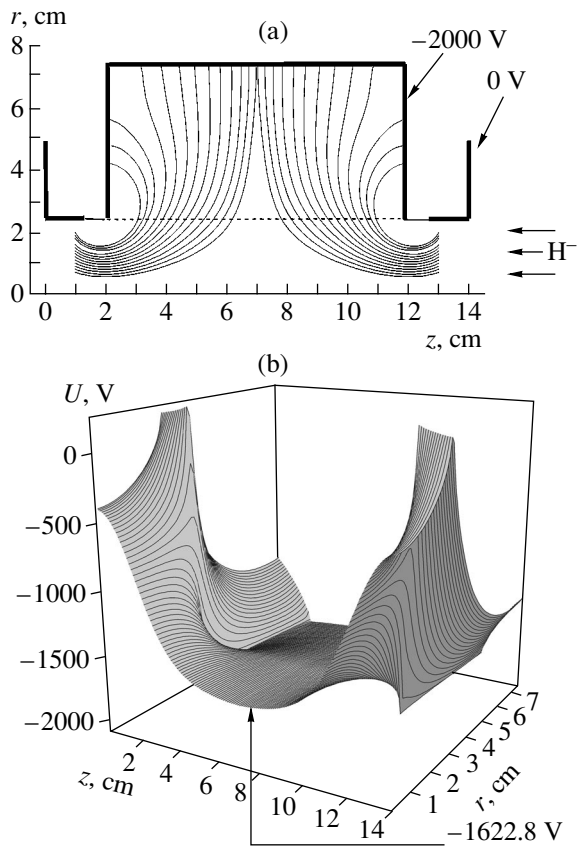 r, cm
(a)
8
−2000 V
0 V
6
4
2
H−
0
0 2 4 6 8 10 12 14
z, cm
(b)
U, V
0
−500
−1000
−1500
−2000
2 4 6 8 10 12 14
z, cm
1 2 3 4 5 6 7
r, cm
−1622.8 V